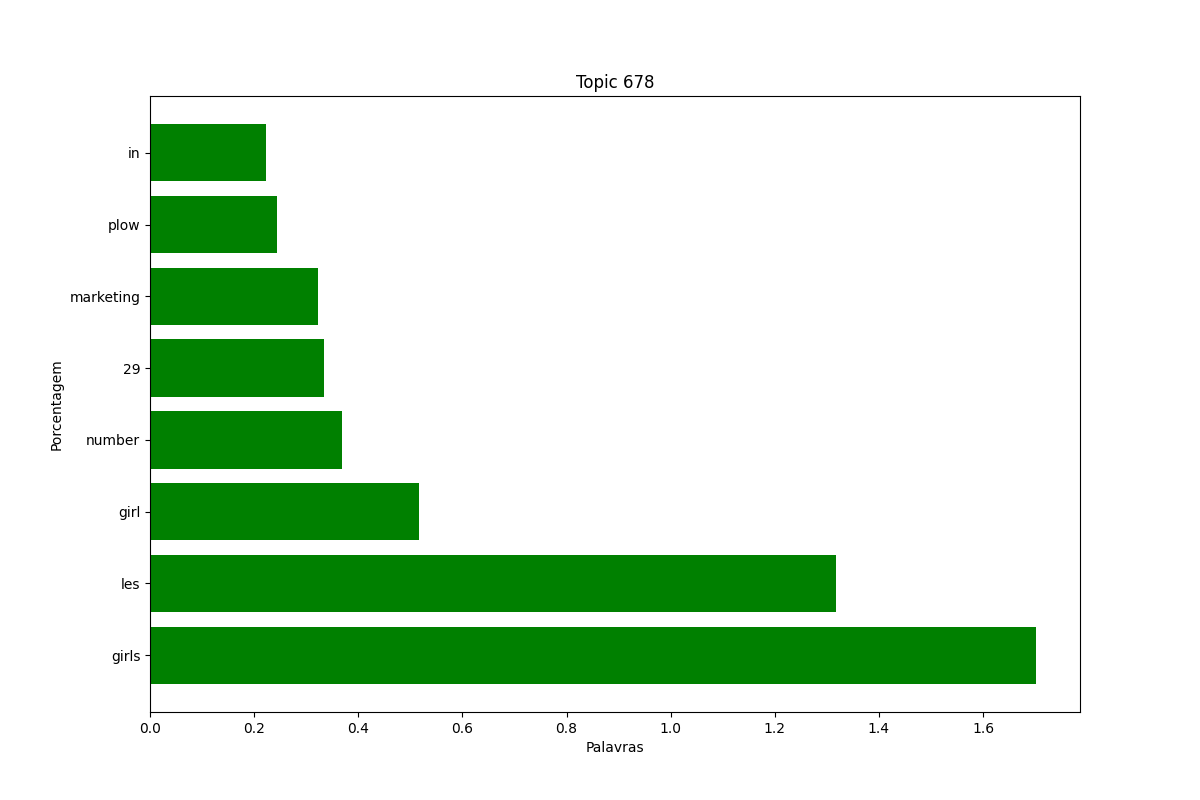 Topic 678
in
plow
marketing
29
number
girl
les
girls
Porcentagem
0.0 0.2 0.4 0.6 0.8 1.0 1.2 1.4 1.6
Palavras